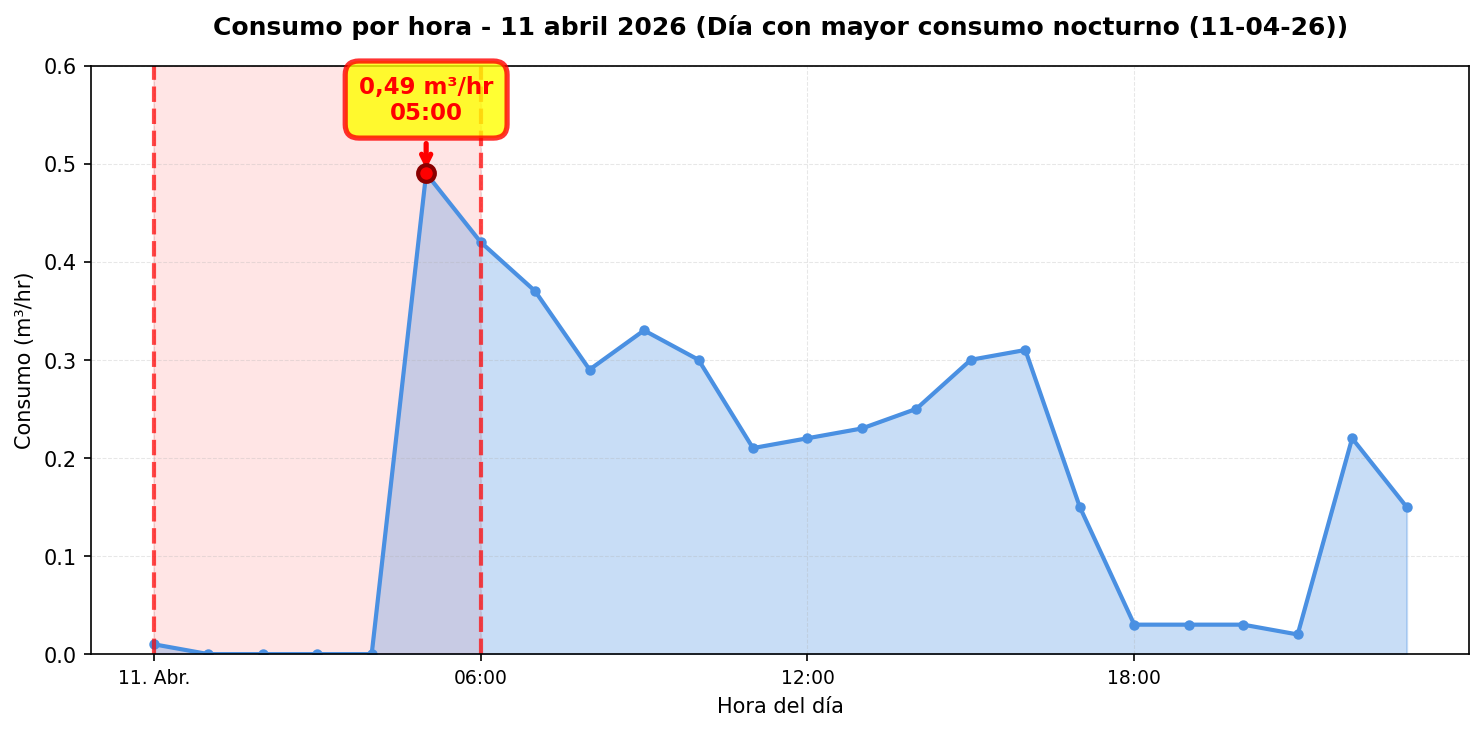 Consumo por hora - 11 abril 2026 (Día con mayor consumo nocturno (11-04-26))
0,49 m³/hr
05:00
Consumo (m³/hr)
0.6
0.5
0.4
0.3
0.2
0.1
0.0
11. Abr.
06:00
12:00
18:00
Hora del día